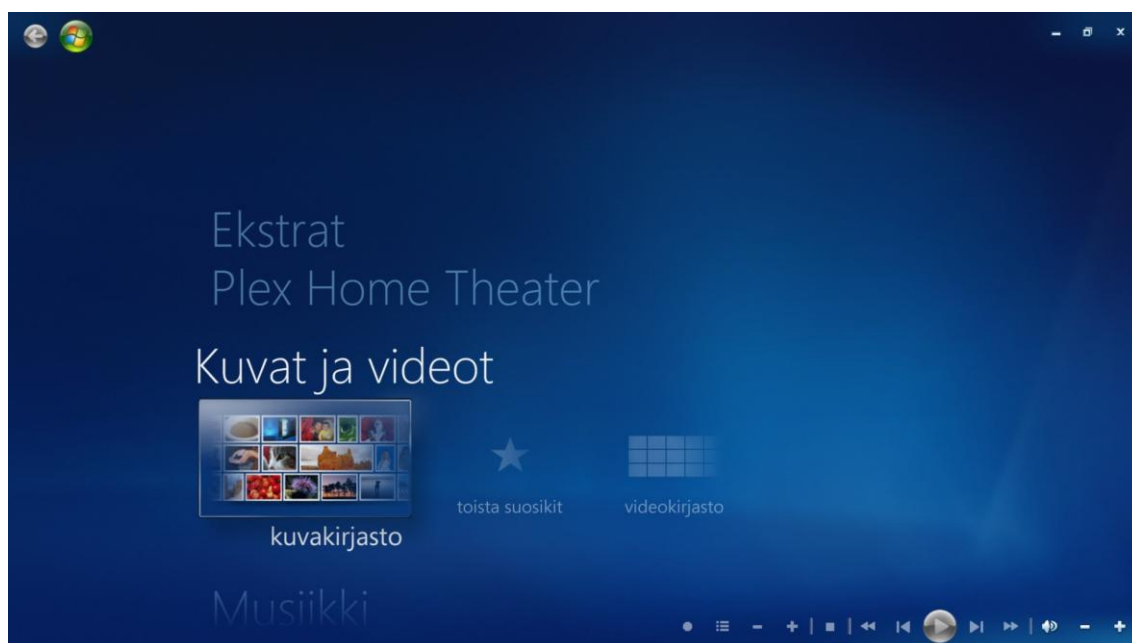 Ekstrat
Plex Home Theater
Kuvat ja videot
toista suosikit
videokirjasto
kuvakirjasto
Musiikki